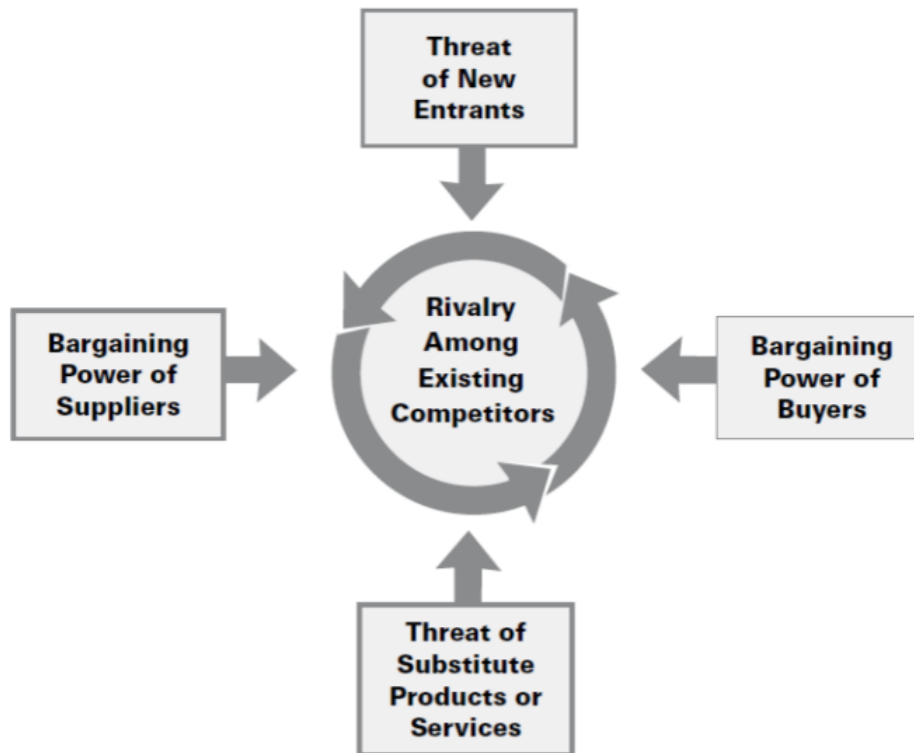 Threat
of New
Entrants
Rivalry
Among
Existing
Competitors
Bargaining
Power of
Suppliers
Bargaining
Power of
Buyers
Threat of
Substitute
Products or
Services